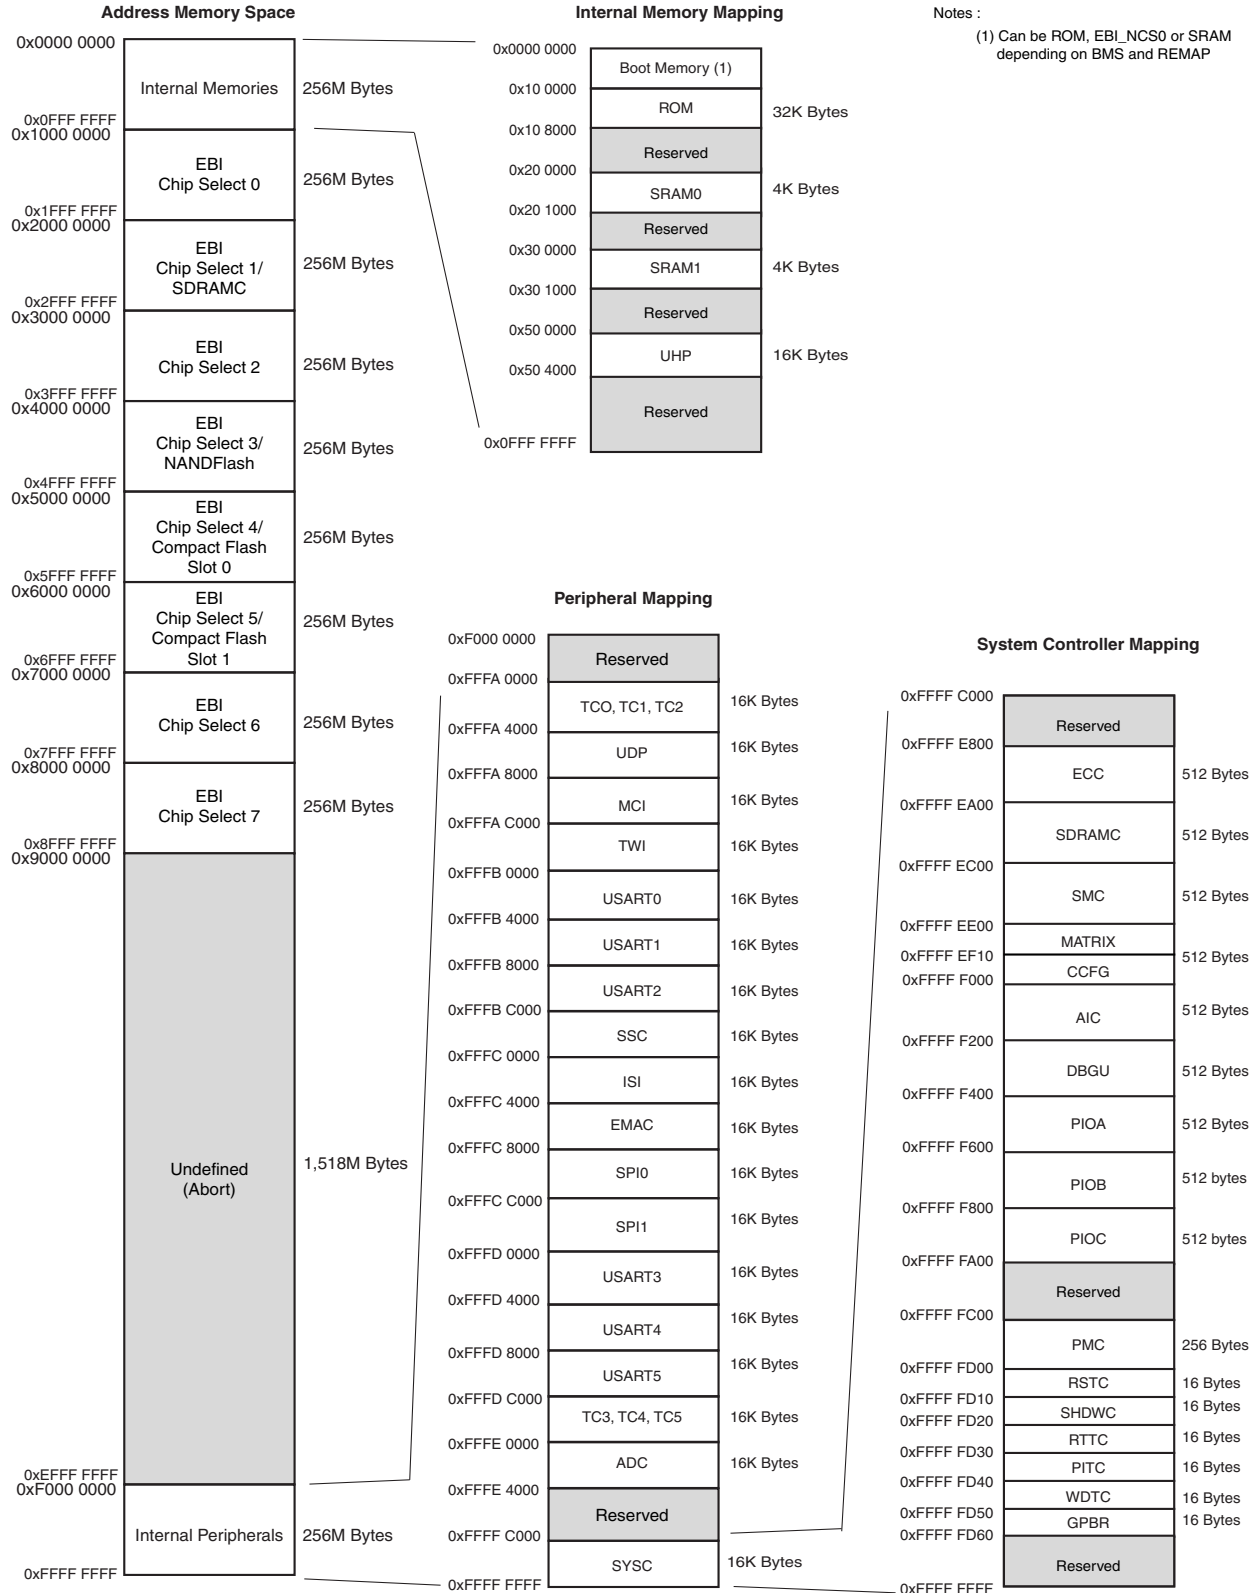 Address Memory Space
0x0000 0000
Internal Memories
256M Bytes
0x0FFF FFFF
0x1000 0000
EBI
Chip Select 0
256M Bytes
0x1FFF FFFF
0x2000 0000
EBI
Chip Select 1/
SDRAMC
256M Bytes
0x2FFF FFFF
0x3000 0000
EBI
Chip Select 2
256M Bytes
0x3FFF FFFF
0x4000 0000
EBI
Chip Select 3/
NANDFlash
256M Bytes
0x4FFF FFFF
0x5000 0000
EBI
Chip Select 4/
Compact Flash
Slot 0
256M Bytes
0x5FFF FFFF
0x6000 0000
EBI
Chip Select 5/
Compact Flash
Slot 1
256M Bytes
0x6FFF FFFF
0x7000 0000
EBI
Chip Select 6
256M Bytes
0x7FFF FFFF
0x8000 0000
EBI
Chip Select 7
256M Bytes
0x8FFF FFFF
0x9000 0000
Undefined
(Abort)
1,518M Bytes
0xEFFF FFFF
0xF000 0000
Internal Peripherals
256M Bytes
0xFFFF FFFF
Internal Memory Mapping
0x0000 0000
Boot Memory (1)
0x10 0000
ROM
32K Bytes
0x10 8000
Reserved
0x20 0000
SRAM0
4K Bytes
0x20 1000
Reserved
0x30 0000
SRAM1
4K Bytes
0x30 1000
Reserved
0x50 0000
UHP
16K Bytes
0x50 4000
Reserved
0x0FFF FFFF
Notes :
(1) Can be ROM, EBI_NCS0 or SRAM
depending on BMS and REMAP
Peripheral Mapping
0xF000 0000
Reserved
0xFFFA 0000
TCO, TC1, TC2
16K Bytes
0xFFFA 4000
UDP
16K Bytes
0xFFFA 8000
MCI
16K Bytes
0xFFFA C000
TWI
16K Bytes
0xFFFB 0000
USART0
16K Bytes
0xFFFB 4000
USART1
16K Bytes
0xFFFB 8000
USART2
16K Bytes
0xFFFB C000
SSC
16K Bytes
0xFFFC 0000
ISI
16K Bytes
0xFFFC 4000
EMAC
16K Bytes
0xFFFC 8000
SPI0
16K Bytes
0xFFFC C000
SPI1
16K Bytes
0xFFFD 0000
USART3
16K Bytes
0xFFFD 4000
USART4
16K Bytes
0xFFFD 8000
USART5
16K Bytes
0xFFFD C000
TC3, TC4, TC5
16K Bytes
0xFFFE 0000
ADC
16K Bytes
0xFFFE 4000
Reserved
0xFFFF C000
SYSC
16K Bytes
0xFFFF FFFF
System Controller Mapping
0xFFFF C000
Reserved
0xFFFF E800
ECC
512 Bytes
0xFFFF EA00
SDRAMC
512 Bytes
0xFFFF EC00
SMC
512 Bytes
0xFFFF EE00
MATRIX
0xFFFF EF10
512 Bytes
CCFG
0xFFFF F000
AIC
512 Bytes
0xFFFF F200
DBGU
512 Bytes
0xFFFF F400
PIOA
512 Bytes
0xFFFF F600
PIOB
512 bytes
0xFFFF F800
PIOC
512 bytes
0xFFFF FA00
Reserved
0xFFFF FC00
PMC
256 Bytes
0xFFFF FD00
RSTC
16 Bytes
0xFFFF FD10
SHDWC
16 Bytes
0xFFFF FD20
RTTC
16 Bytes
0xFFFF FD30
PITC
16 Bytes
0xFFFF FD40
WDTC
16 Bytes
0xFFFF FD50
GPBR
16 Bytes
0xFFFF FD60
Reserved
0xFFFF FFFF